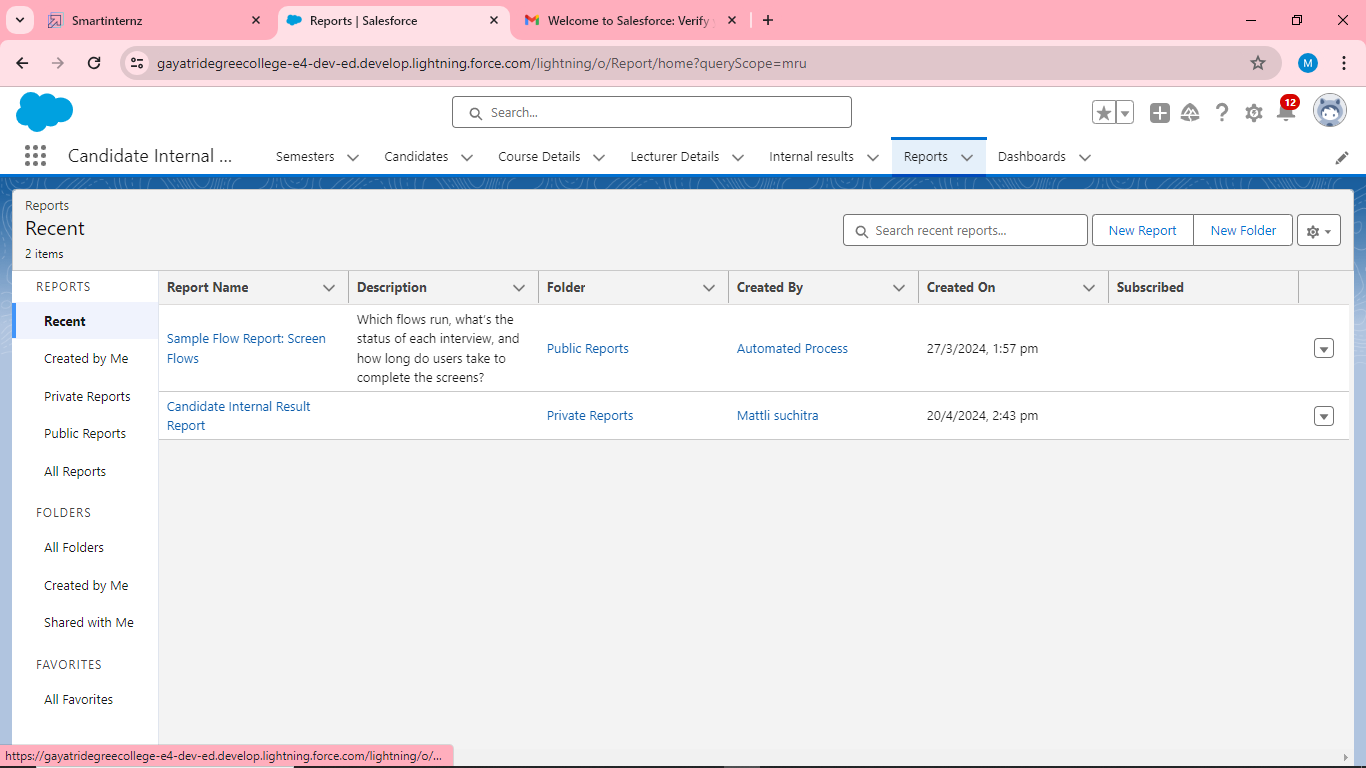 Smartinternz
Reports | Salesforce
Welcome to Salesforce: Verify
gayatridegreecollege-e4-dev-ed.develop.lightning.force.com/lightning/o/Report/home?queryScope=mru
M
Search...
12
Candidate Internal ...
Semesters
Candidates
Course Details
Lecturer Details
Internal results
Reports
Dashboards
Reports
Recent
2 items
Search recent reports...
New Report
New Folder
REPORTS
Recent
Created by Me
Private Reports
Public Reports
All Reports
FOLDERS
All Folders
Created by Me
Shared with Me
FAVORITES
All Favorites
Report Name
Description
Folder
Created By
Created On
Subscribed
Sample Flow Report: Screen
Flows
Which flows run, what's the
status of each interview, and
how long do users take to
complete the screens?
Public Reports
Automated Process
27/3/2024, 1:57 pm
Candidate Internal Result
Report
Private Reports
Mattli suchitra
20/4/2024, 2:43 pm
https://gayatridegreecollege-e4-dev-ed.develop.lightning.force.com/lightning/o/...